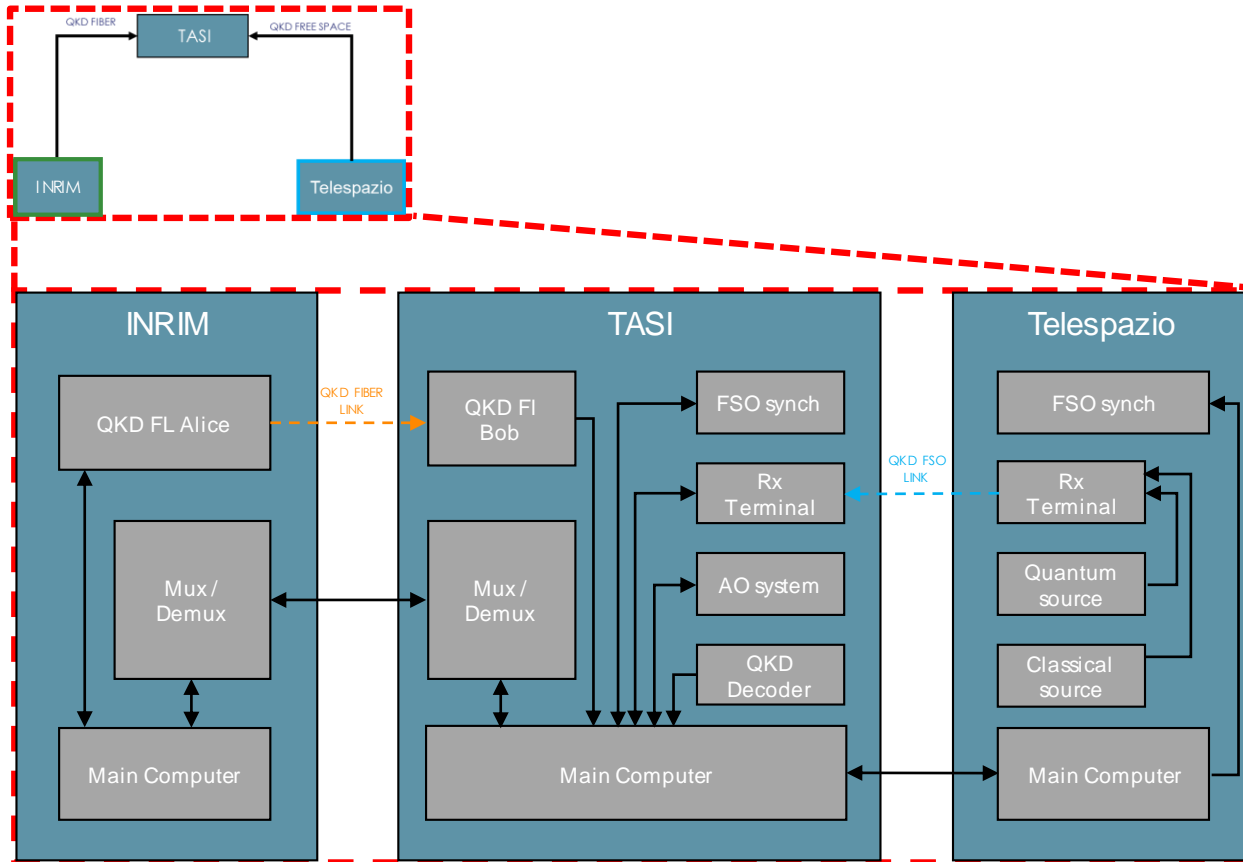 QKD FIBER
TASI
QKD FREE SPACE
INRIM
Telespazio
INRIM
QKD FL Alice
Mux /
Demux
Main Computer
QKD FIBER
LINK
TASI
QKD FI
Bob
Mux /
Demux
FSO synch
Rx
Terminal
AO system
QKD
Decoder
Main Computer
QKD FSO
LINK
Telespazio
FSO synch
Rx
Terminal
Quantum
source
Classical
source
Main Computer